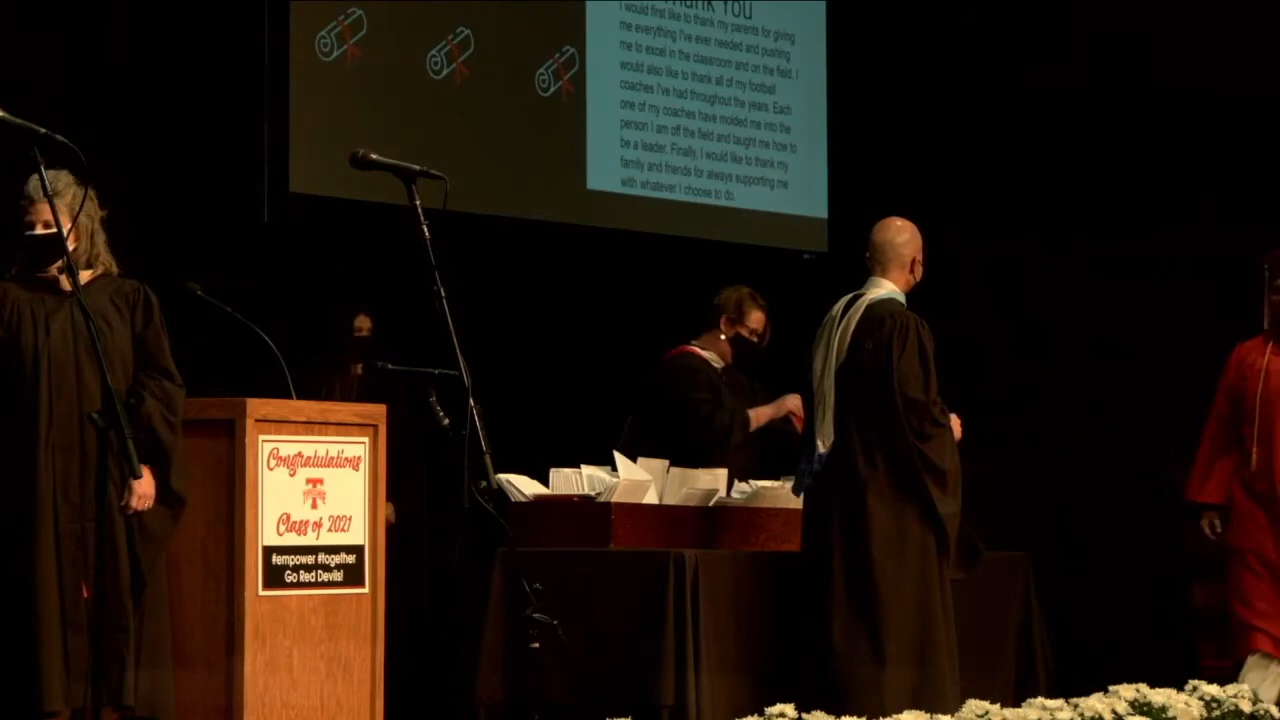 Thank You
I would first like to thank my parents for giving
me everything I've ever needed and pushing
me to excel in the classroom and on the field. I
would also like to thank all of my football
coaches I've had throughout the years. Each
one of my coaches have molded me into the
person I am off the field and taught me how to
be a leader. Finally, I would like to thank my
family and friends for always supporting me
with whatever I choose to do.
Congratulations
T
Class of 2021
#empower #together
Go Red Devils!